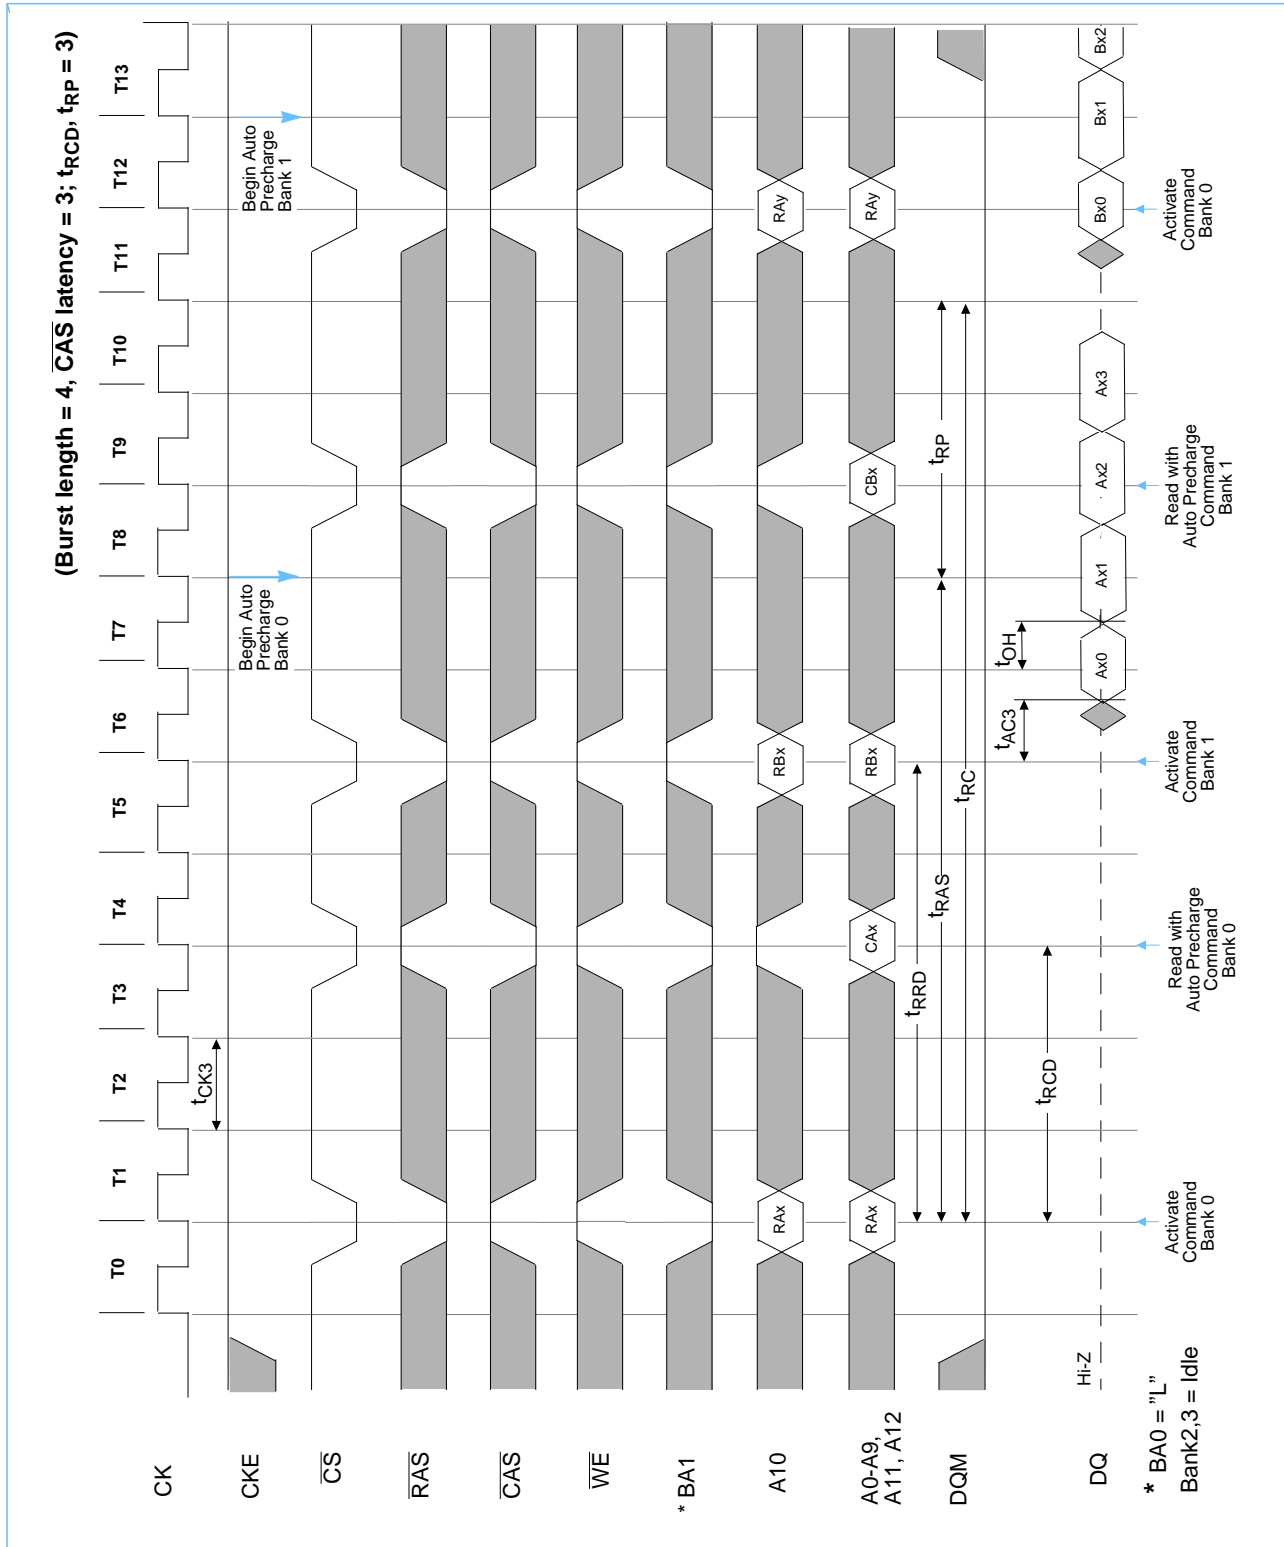 (Burst length = 4, CAS latency = 3; tRCD, tRP = 3)
T0 T1 T2 T3 T4 T5 T6 T7 T8 T9 T10 T11 T12 T13
CK
tCK3
CKE
Begin Auto
Precharge
Bank 0
Begin Auto
Precharge
Bank 1
CS
RAS
CAS
WE
* BA1
A10
RAx RBx RAy
A0-A9,
A11, A12
RAx CAx RBx CBx RAy
tRRD
tRAS
tRP
tRC
DQM
tAC3
tOH
tRCD
DQ
Hi-Z
Ax0 Ax1 Ax2 Ax3 Bx0 Bx1 Bx2
Activate
Command
Bank 0
Read with
Auto Precharge
Command
Bank 0
Activate
Command
Bank 1
Read with
Auto Precharge
Command
Bank 1
Activate
Command
Bank 0
* BA0 = ”L”
Bank2,3 = Idle